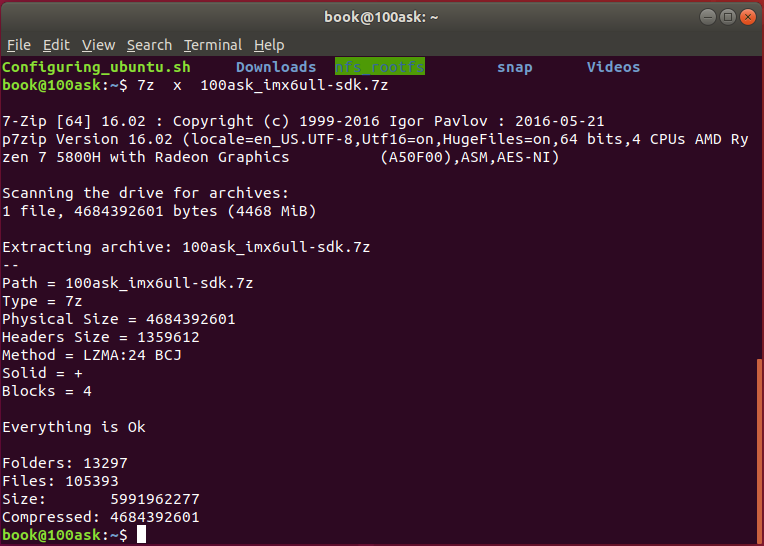 book@100ask: ~
File Edit View Search Terminal Help
Configuring_ubuntu.sh Downloads nfs_rootfs snap Videos
book@100ask:~$ 7z x 100ask_imx6ull-sdk.7z
7-Zip [64] 16.02 : Copyright (c) 1999-2016 Igor Pavlov : 2016-05-21
p7zip Version 16.02 (locale=en_US.UTF-8,Utf16=on,HugeFiles=on,64 bits,4 CPUs AMD Ry
zen 7 5800H with Radeon Graphics (A50F00),ASM,AES-NI)
Scanning the drive for archives:
1 file, 4684392601 bytes (4468 MiB)
Extracting archive: 100ask_imx6ull-sdk.7z
--
Path = 100ask_imx6ull-sdk.7z
Type = 7z
Physical Size = 4684392601
Headers Size = 1359612
Method = LZMA:24 BCJ
Solid = +
Blocks = 4
Everything is Ok
Folders: 13297
Files: 105393
Size: 5991962277
Compressed: 4684392601
book@100ask:~$